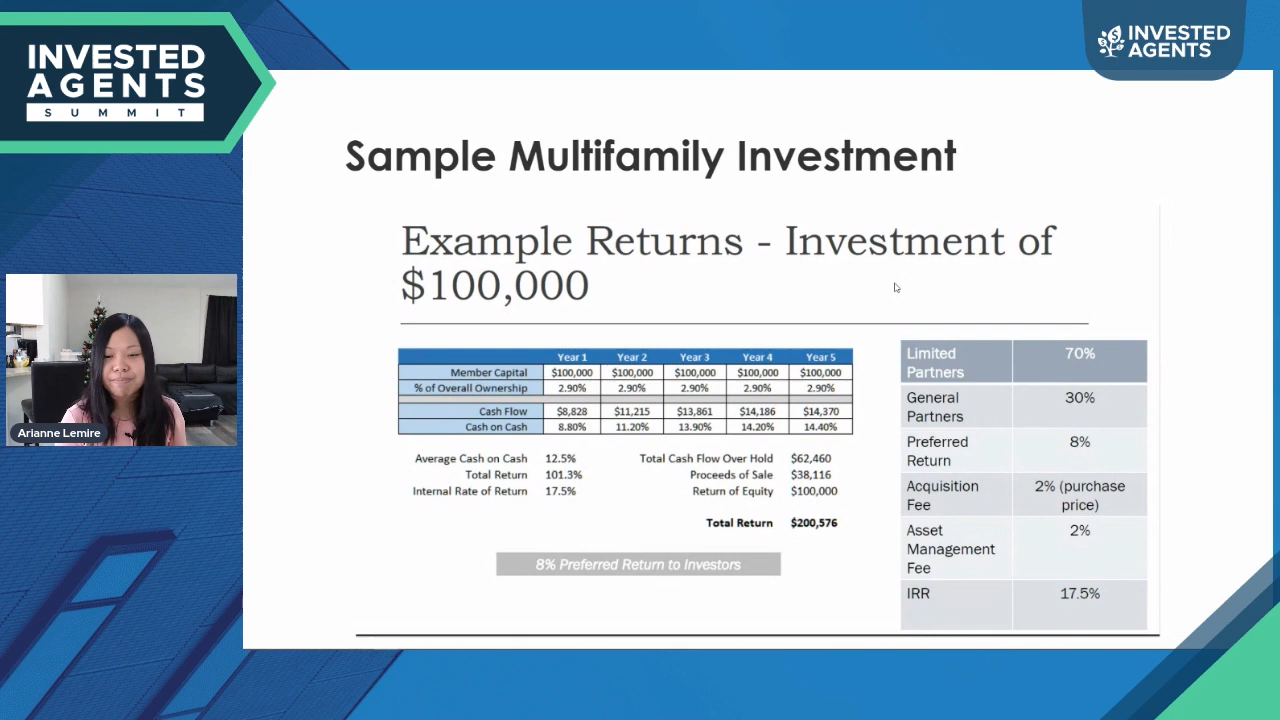 INVESTED
AGENTS
SUMMIT
INVESTED
AGENTS
Arianne Lemire
Sample Multifamily Investment
Example Returns - Investment of
$100,000
Year 1 Year 2 Year 3 Year 4 Year 5
Member Capital $100,000 $100,000 $100,000 $100,000 $100,000
% of Overall Ownership 2.90% 2.90% 2.90% 2.90% 2.90%
Cash Flow $8,828 $11,215 $13,861 $14,186 $14,370
Cash on Cash 8.80% 11.20% 13.90% 14.20% 14.40%
Average Cash on Cash 12.5% Total Cash Flow Over Hold $62,460
Total Return 101.3% Proceeds of Sale $38,116
Internal Rate of Return 17.5% Return of Equity $100,000
Total Return $200,576
8% Preferred Return to Investors
Limited 70%
Partners
General 30%
Partners
Preferred 8%
Return
Acquisition 2% (purchase
Fee price)
Asset 2%
Management
Fee
IRR 17.5%